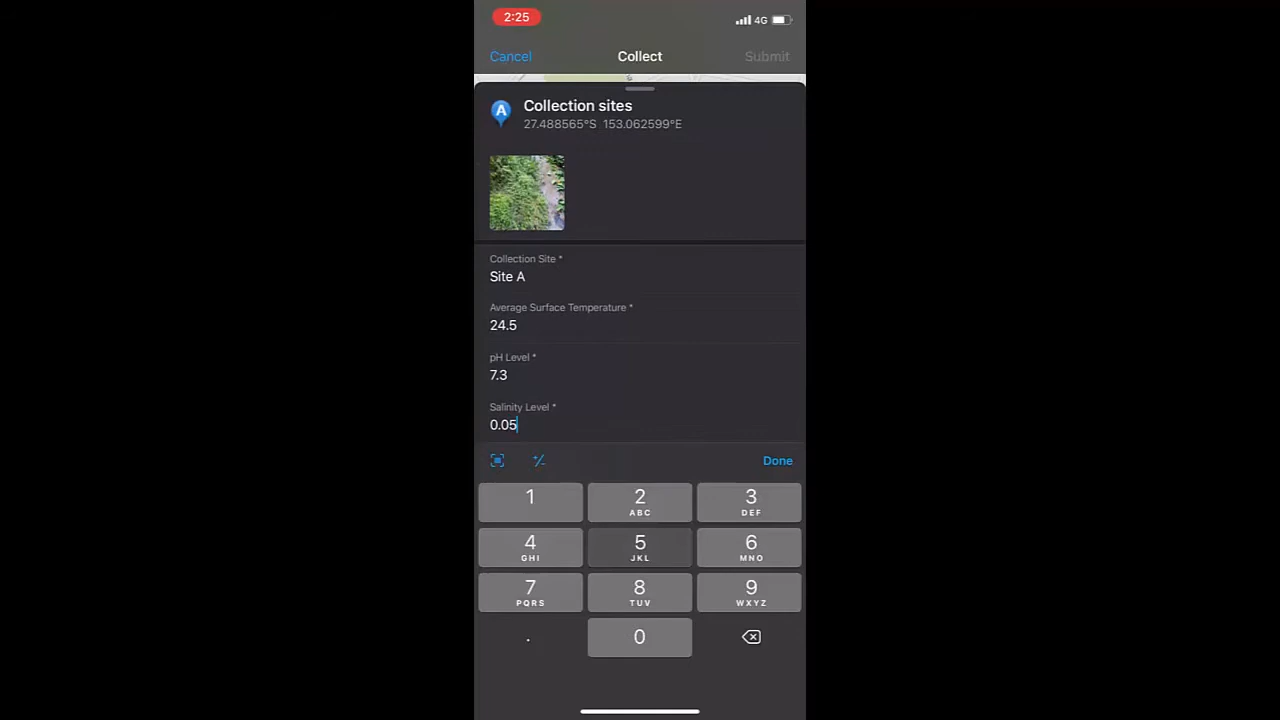 2:25
4G
Cancel
Collect
Submit
A
Collection sites
27.488565°S 153.062599°E
Collection Site *
Site A
Average Surface Temperature *
24.5
pH Level *
7.3
Salinity Level *
0.05
+/-
Done
1
2
ABC
3
DEF
4
GHI
5
JKL
6
MNO
7
PQRS
8
TUV
9
WXYZ
.
0